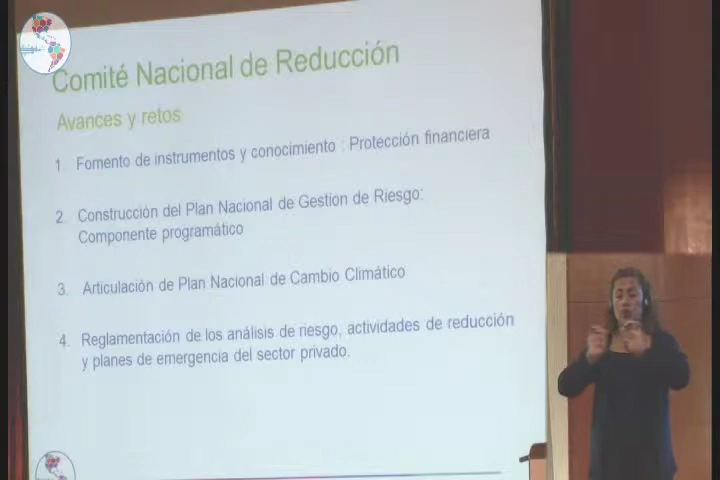 Comité Nacional de Reducción
Avances y retos
1 Fomento de instrumentos y conocimiento : Protección financiera
2. Construcción del Plan Nacional de Gestion de Riesgo:
Componente programático
3. Articulación de Plan Nacional de Cambio Climático
4. Reglamentación de los análisis de riesgo, actividades de reducción
y planes de emergencia del sector privado.